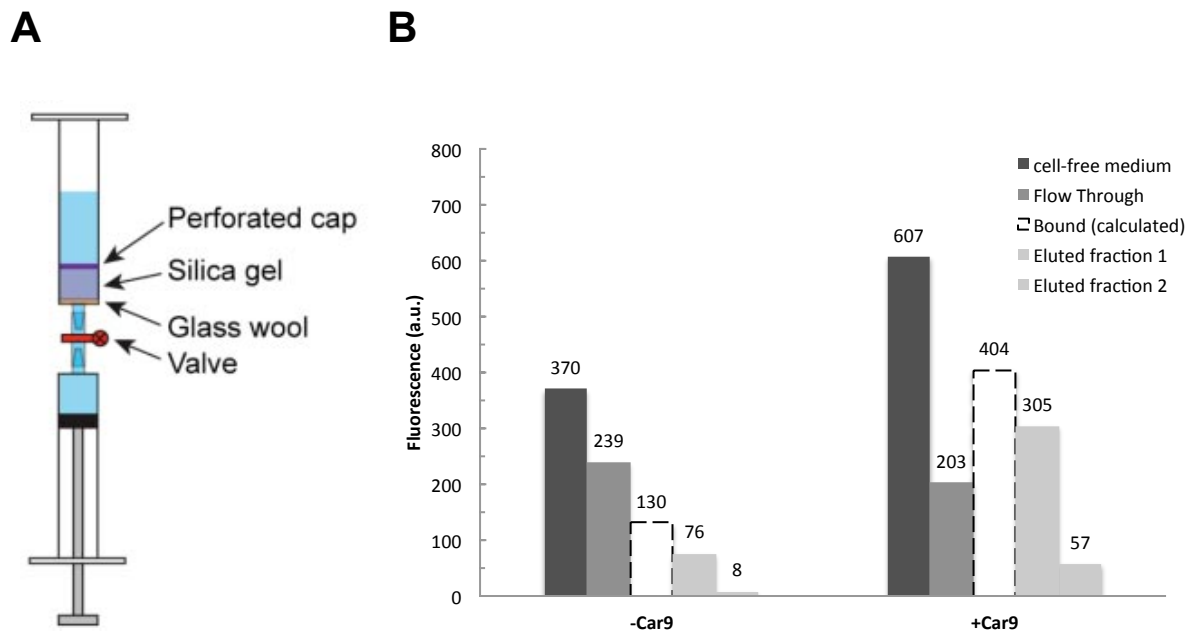 A
Perforated cap
Silica gel
Glass wool
Valve
B
Fluorescence (a.u.)
800
700
600
500
400
300
200
100
0
370
239
130
76
8
607
203
404
305
57
-Car9
+Car9
cell-free medium
Flow Through
Bound (calculated)
Eluted fraction 1
Eluted fraction 2